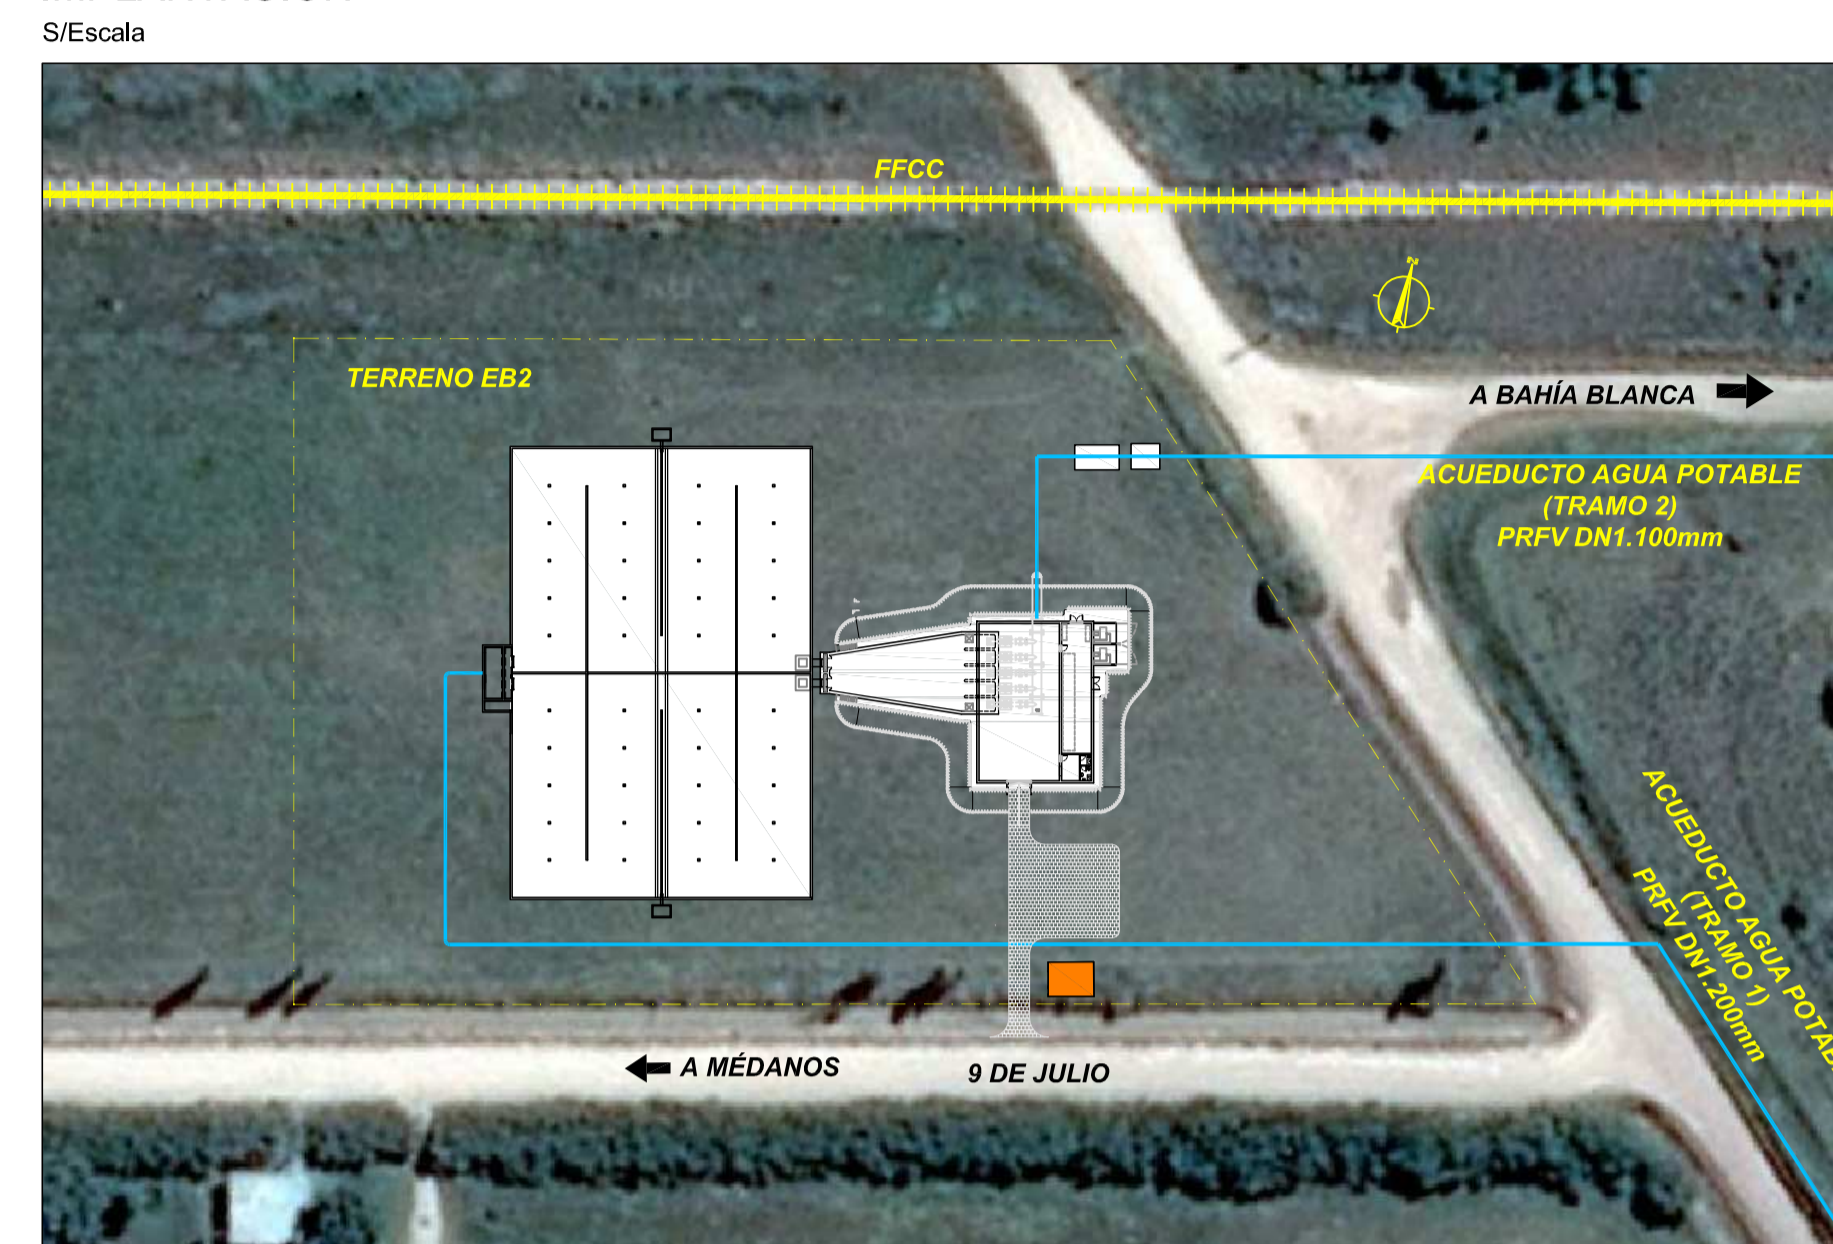 S/Escala
FFCC
N
TERRENO EB2
A BAHÍA BLANCA
ACUEDUCTO AGUA POTABLE
(TRAMO 2)
PRFV DN1.100mm
ACUEDUCTO AGUA POTAB
(TRAMO 1)
PRFV DN1.200mm
A MÉDANOS
9 DE JULIO